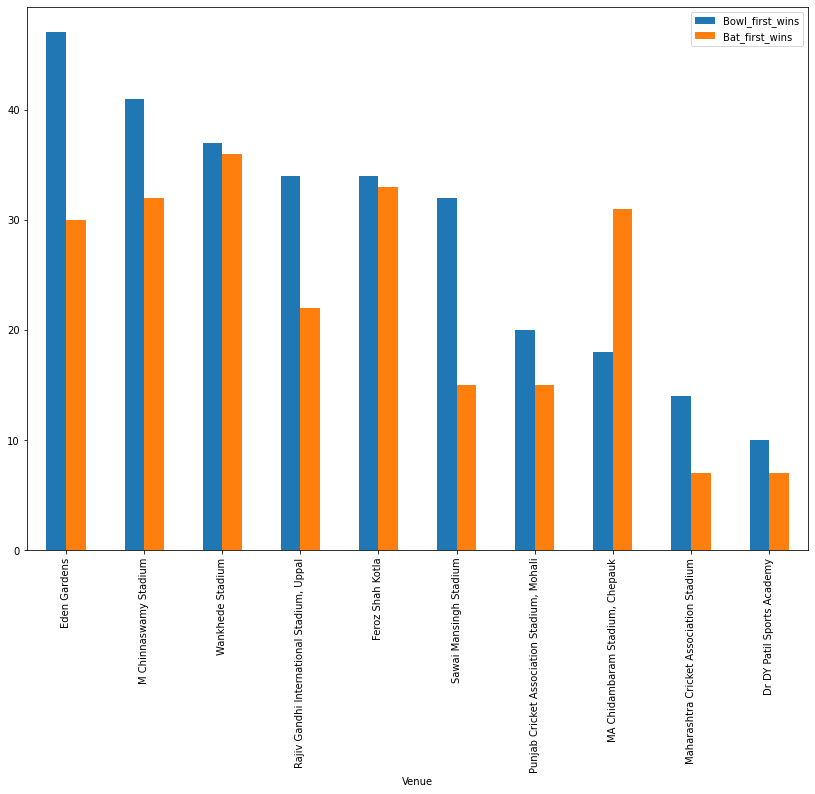 Bowl_first_wins
Bat_first_wins
40
30
20
10
0
Eden Gardens
M Chinnaswamy Stadium
Wankhede Stadium
Rajiv Gandhi International Stadium, Uppal
Feroz Shah Kotla
Sawai Mansingh Stadium
Punjab Cricket Association Stadium, Mohali
MA Chidambaram Stadium, Chepauk
Maharashtra Cricket Association Stadium
Dr DY Patil Sports Academy
Venue